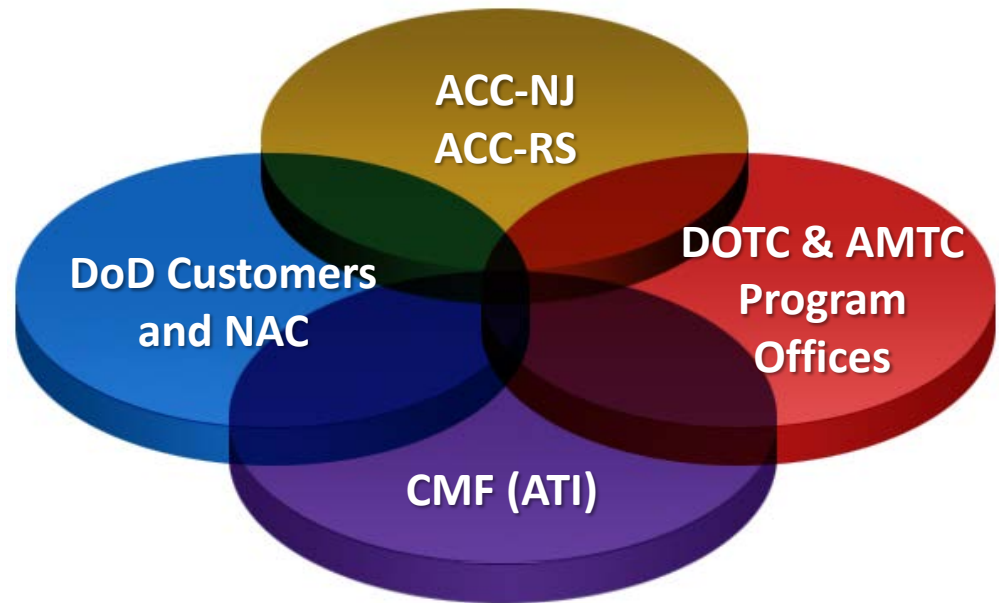 ACC-NJ
ACC-RS
DoD Customers
and NAC
DOTC & AMTC
Program
Offices
CMF (ATI)